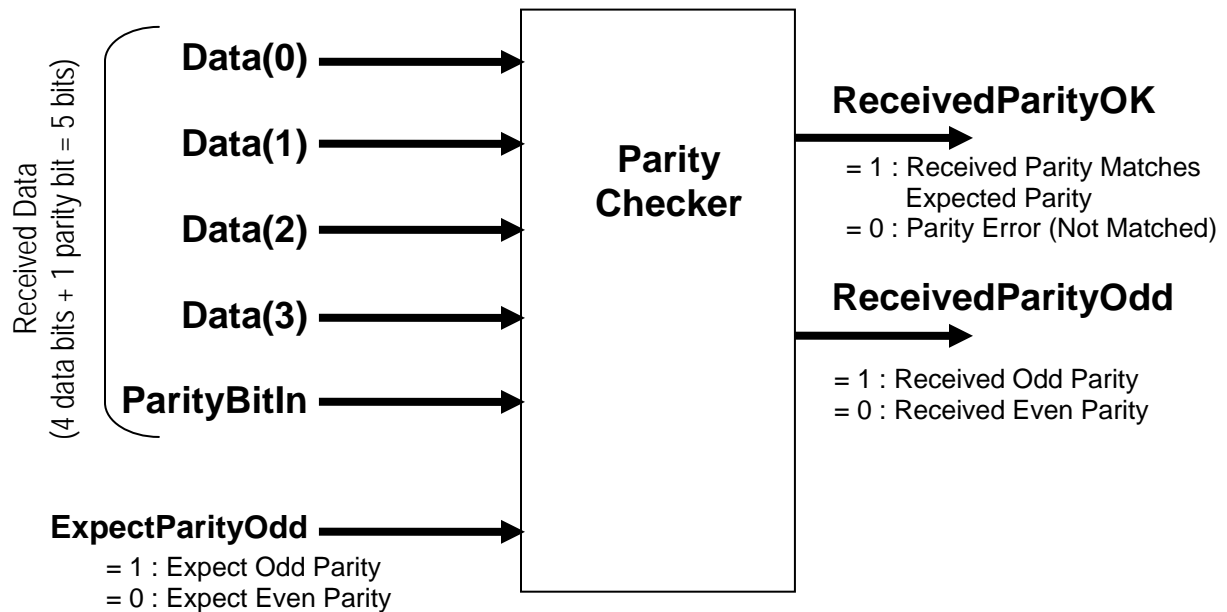 Received Data
(4 data bits + 1 parity bit = 5 bits)
Data(0)
Data(1)
Data(2)
Data(3)
ParityBitIn
ExpectParityOdd
= 1 : Expect Odd Parity
= 0 : Expect Even Parity
Parity
Checker
ReceivedParityOK
= 1 : Received Parity Matches
Expected Parity
= 0 : Parity Error (Not Matched)
ReceivedParityOdd
= 1 : Received Odd Parity
= 0 : Received Even Parity